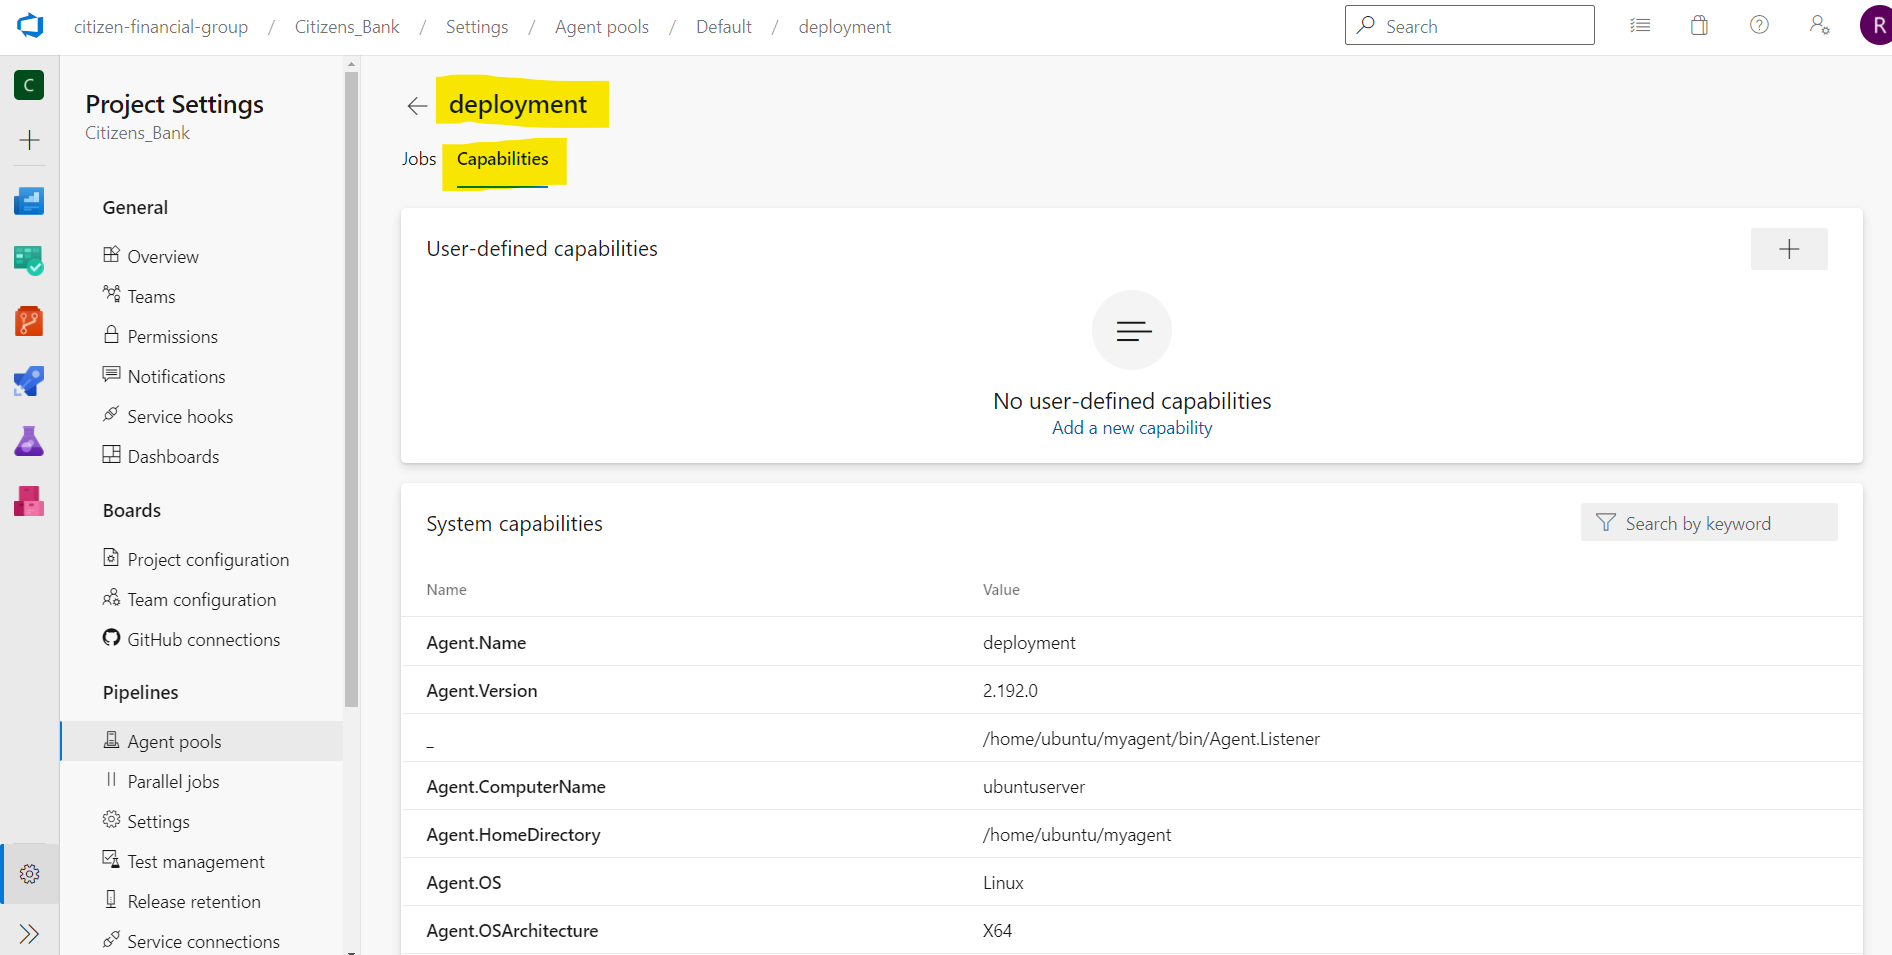 citizen-financial-group / Citizens_Bank / Settings / Agent pools / Default / deployment
Search
R
C
Project Settings
Citizens_Bank
General
Overview
Teams
Permissions
Notifications
Service hooks
Dashboards
Boards
Project configuration
Team configuration
GitHub connections
Pipelines
Agent pools
Parallel jobs
Settings
Test management
Release retention
Service connections
deployment
Jobs Capabilities
User-defined capabilities
No user-defined capabilities
Add a new capability
System capabilities
Search by keyword
Name Value
Agent.Name deployment
Agent.Version 2.192.0
_ /home/ubuntu/myagent/bin/Agent.Listener
Agent.ComputerName ubuntuserver
Agent.HomeDirectory /home/ubuntu/myagent
Agent.OS Linux
Agent.OSArchitecture X64